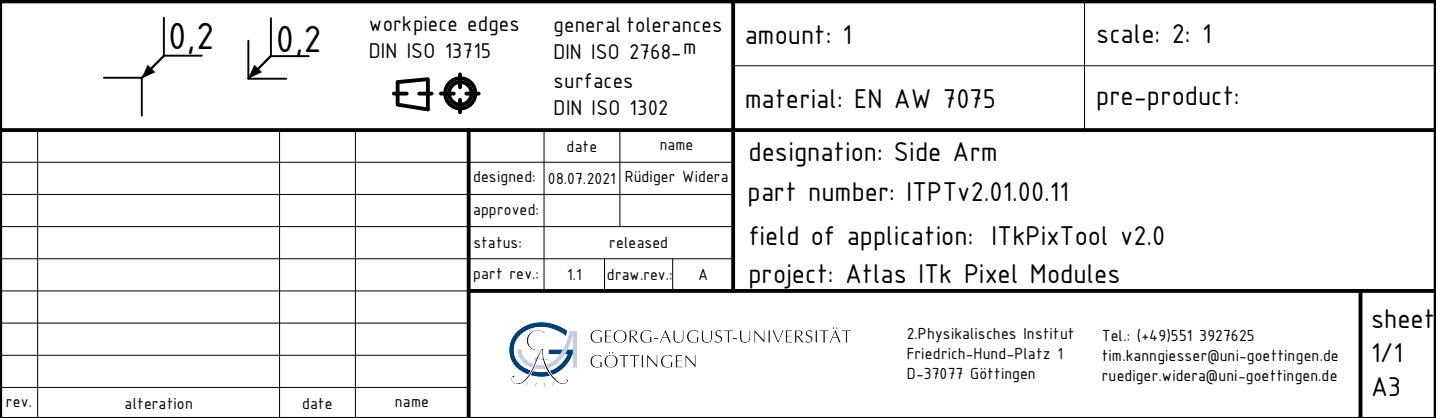 0,2
0,2
workpiece edges
DIN ISO 13715
general tolerances
DIN ISO 2768-m
surfaces
DIN ISO 1302
amount: 1
scale: 2: 1
material: EN AW 7075
pre-product:
date name
designed: 08.07.2021 Rüdiger Widera
approved:
status: released
part rev.: 1.1 draw.rev.: A
designation: Side Arm
part number: ITPTv2.01.00.11
field of application: ITkPixTool v2.0
project: Atlas ITk Pixel Modules
rev. alteration date name
GEORG-AUGUST-UNIVERSITÄT
GÖTTINGEN
2.Physikalisches Institut
Friedrich-Hund-Platz 1
D-37077 Göttingen
Tel.: (+49)551 3927625
tim.kanngiesser@uni-goettingen.de
ruediger.widera@uni-goettingen.de
sheet
1/1
A3